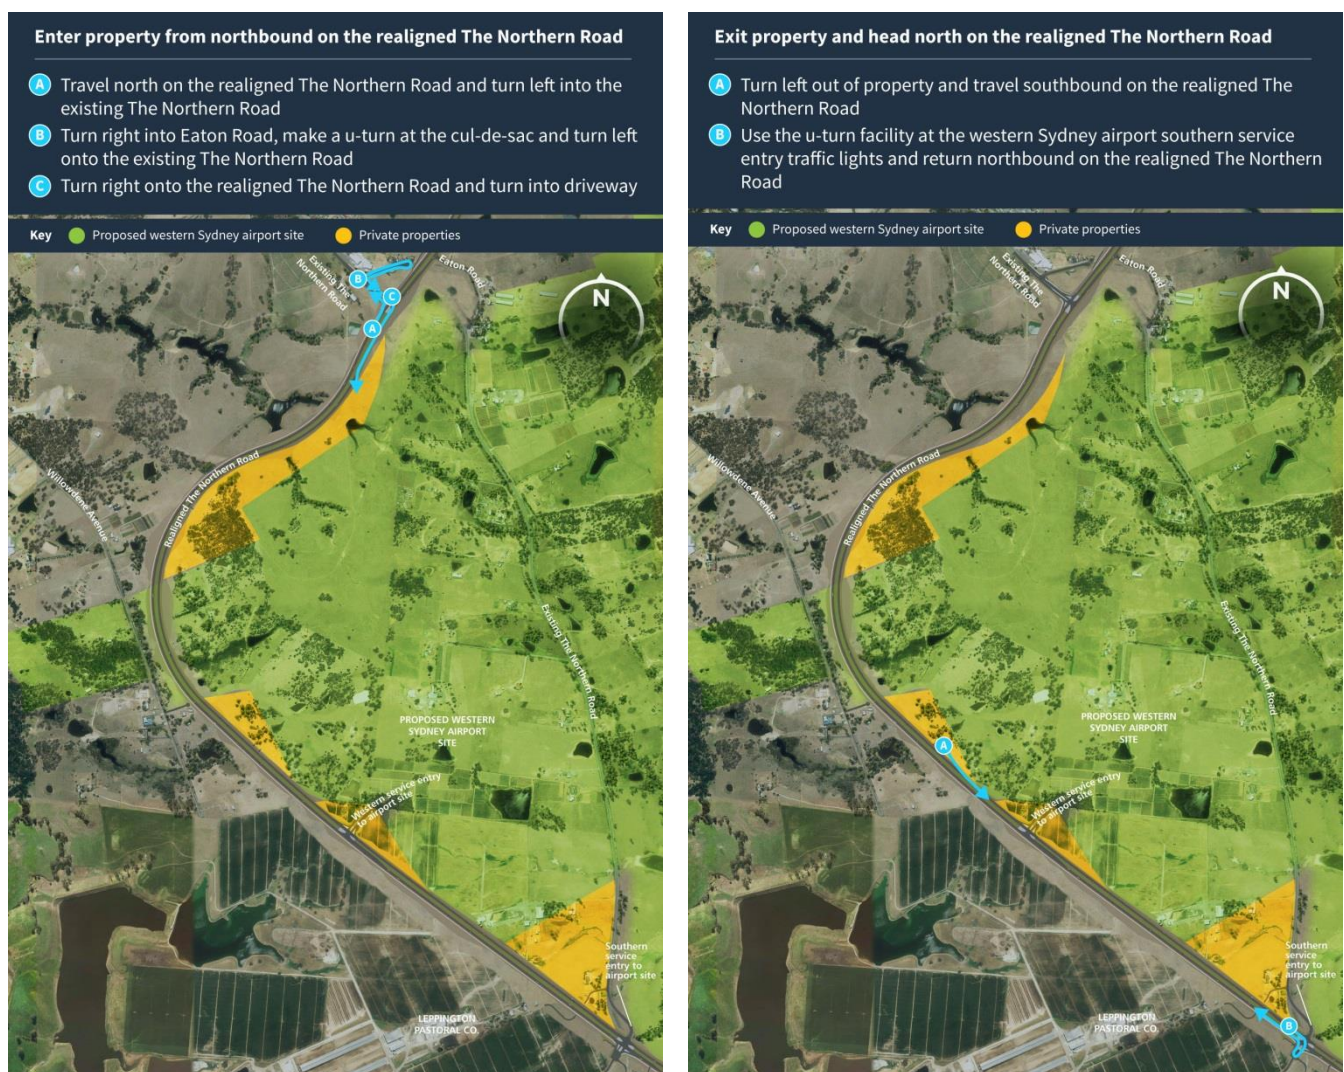 Enter property from northbound on the realigned The Northern Road
A Travel north on the realigned The Northern Road and turn left into the
existing The Northern Road
B Turn right into Eaton Road, make a u-turn at the cul-de-sac and turn left
onto the existing The Northern Road
C Turn right onto the realigned The Northern Road and turn into driveway
Key Proposed western Sydney airport site Private properties
Existing The
Northern Road
Eaton Road
B
C
A
N
Willowdene Avenue
Realigned The Northern Road
Existing The Northern Road
PROPOSED WESTERN
SYDNEY AIRPORT
SITE
Western service entry
to airport site
Southern
service
entry to
airport site
LEPPINGTON
PASTORAL CO.
Exit property and head north on the realigned The Northern Road
A Turn left out of property and travel southbound on the realigned The
Northern Road
B Use the u-turn facility at the western Sydney airport southern service
entry traffic lights and return northbound on the realigned The Northern
Road
Key Proposed western Sydney airport site Private properties
Existing The
Northern Road
Eaton Road
N
Willowdene Avenue
Realigned The Northern Road
Existing The Northern Road
PROPOSED WESTERN
SYDNEY AIRPORT
SITE
A
Western service entry
to airport site
Southern
service
entry to
airport site
LEPPINGTON
PASTORAL CO.
B